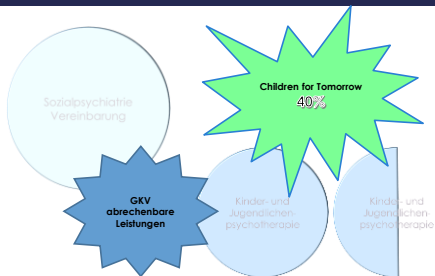 Sozialpsychiatrie
Vereinbarung
Children for Tomorrow
40%
GKV
abrechenbare
Leistungen
Kinder- und
Jugendlichen-
psychotherapie
Kinder- und
Jugendlichen-
psychotherapie